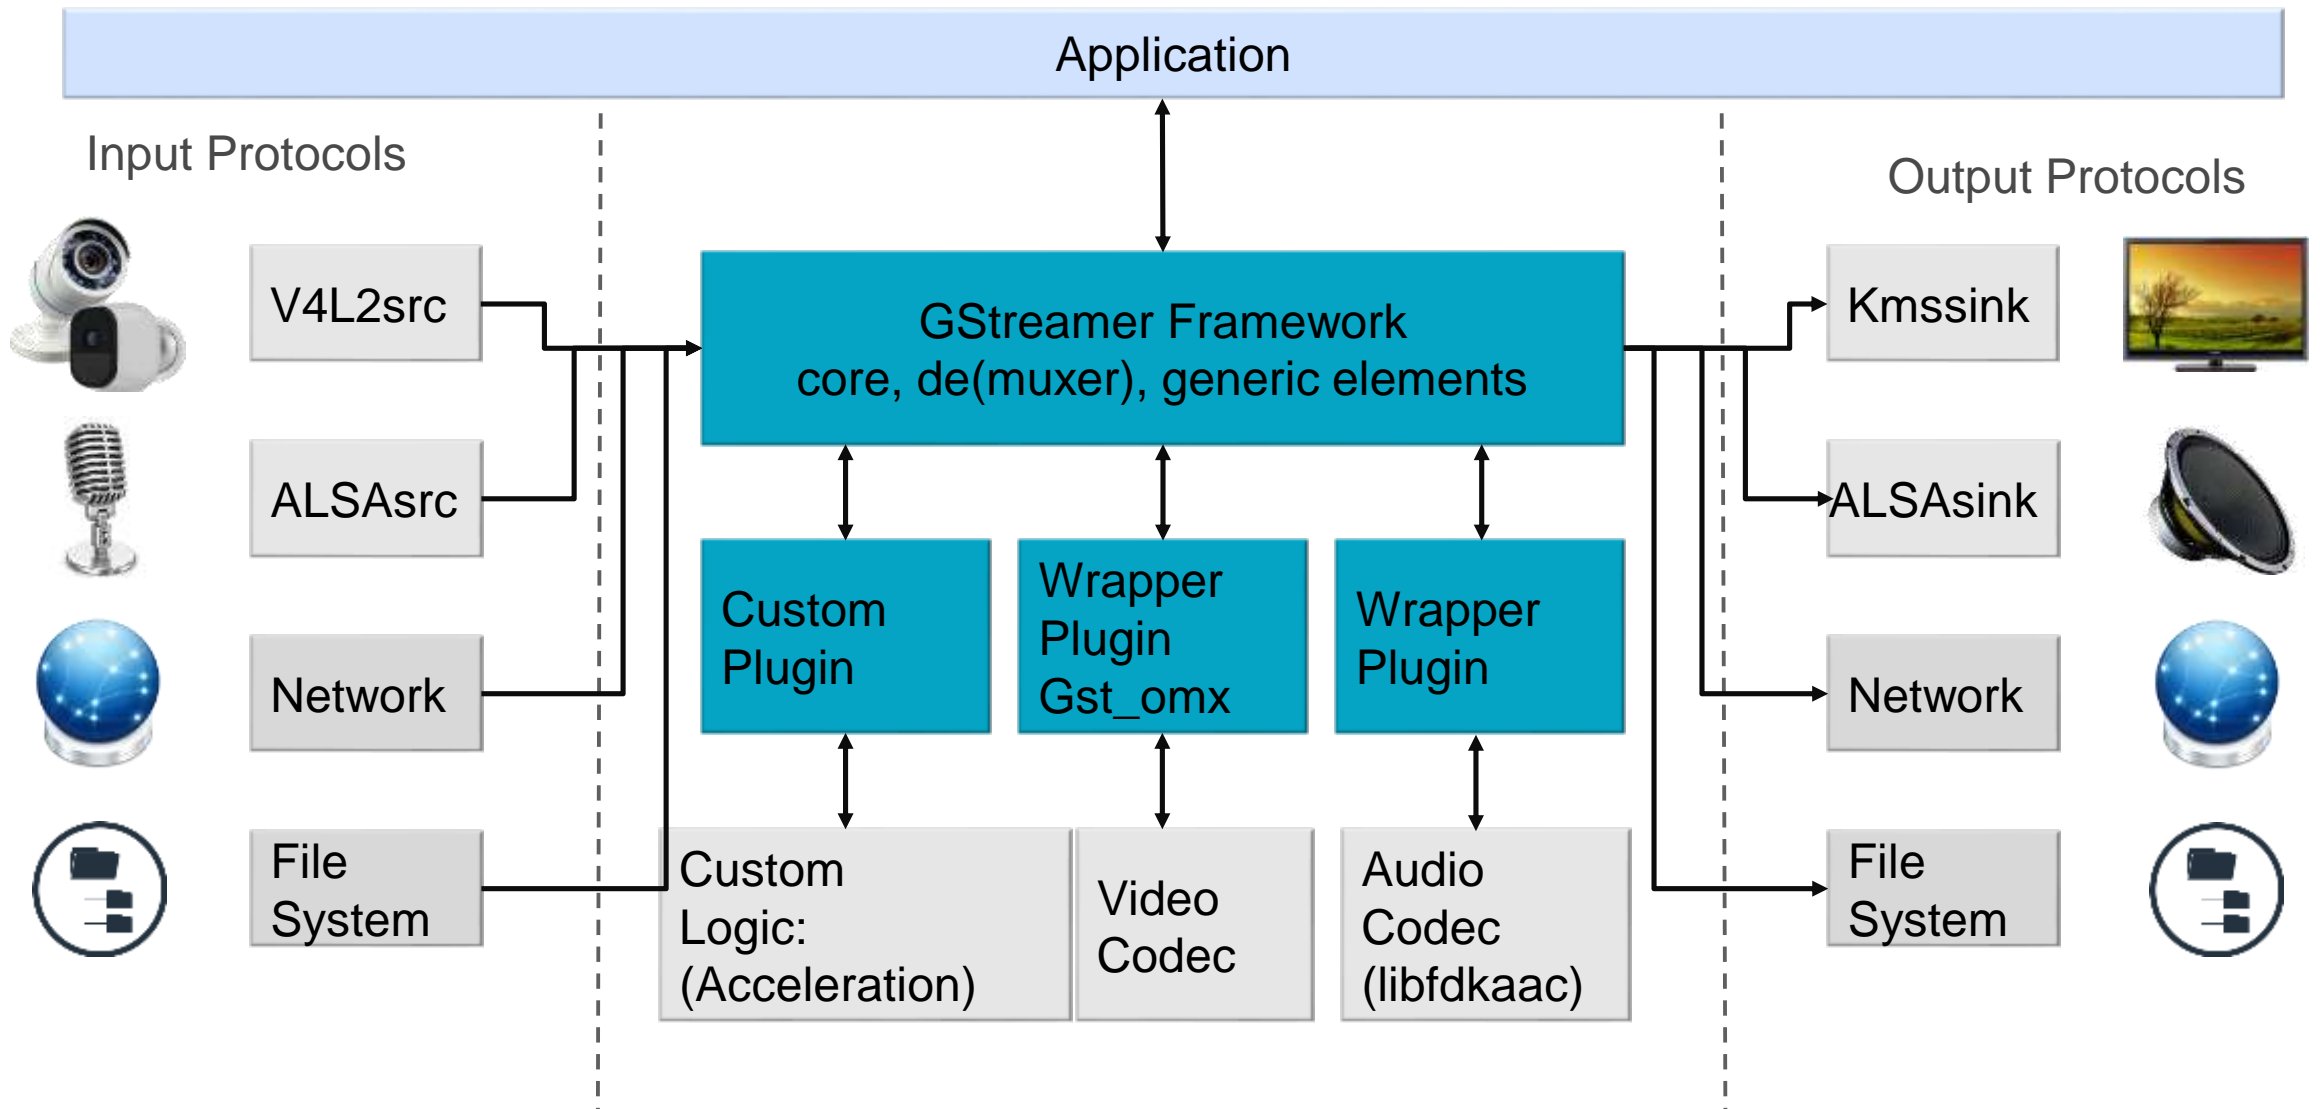 Application
Input Protocols
Output Protocols
V4L2src
GStreamer Framework
core, de(muxer), generic elements
Kmssink
ALSAsrc
ALSAsink
Custom
Plugin
Wrapper
Plugin
Gst_omx
Wrapper
Plugin
Network
Network
File
System
Custom
Logic:
(Acceleration)
Video
Codec
Audio
Codec
(libfdkaac)
File
System